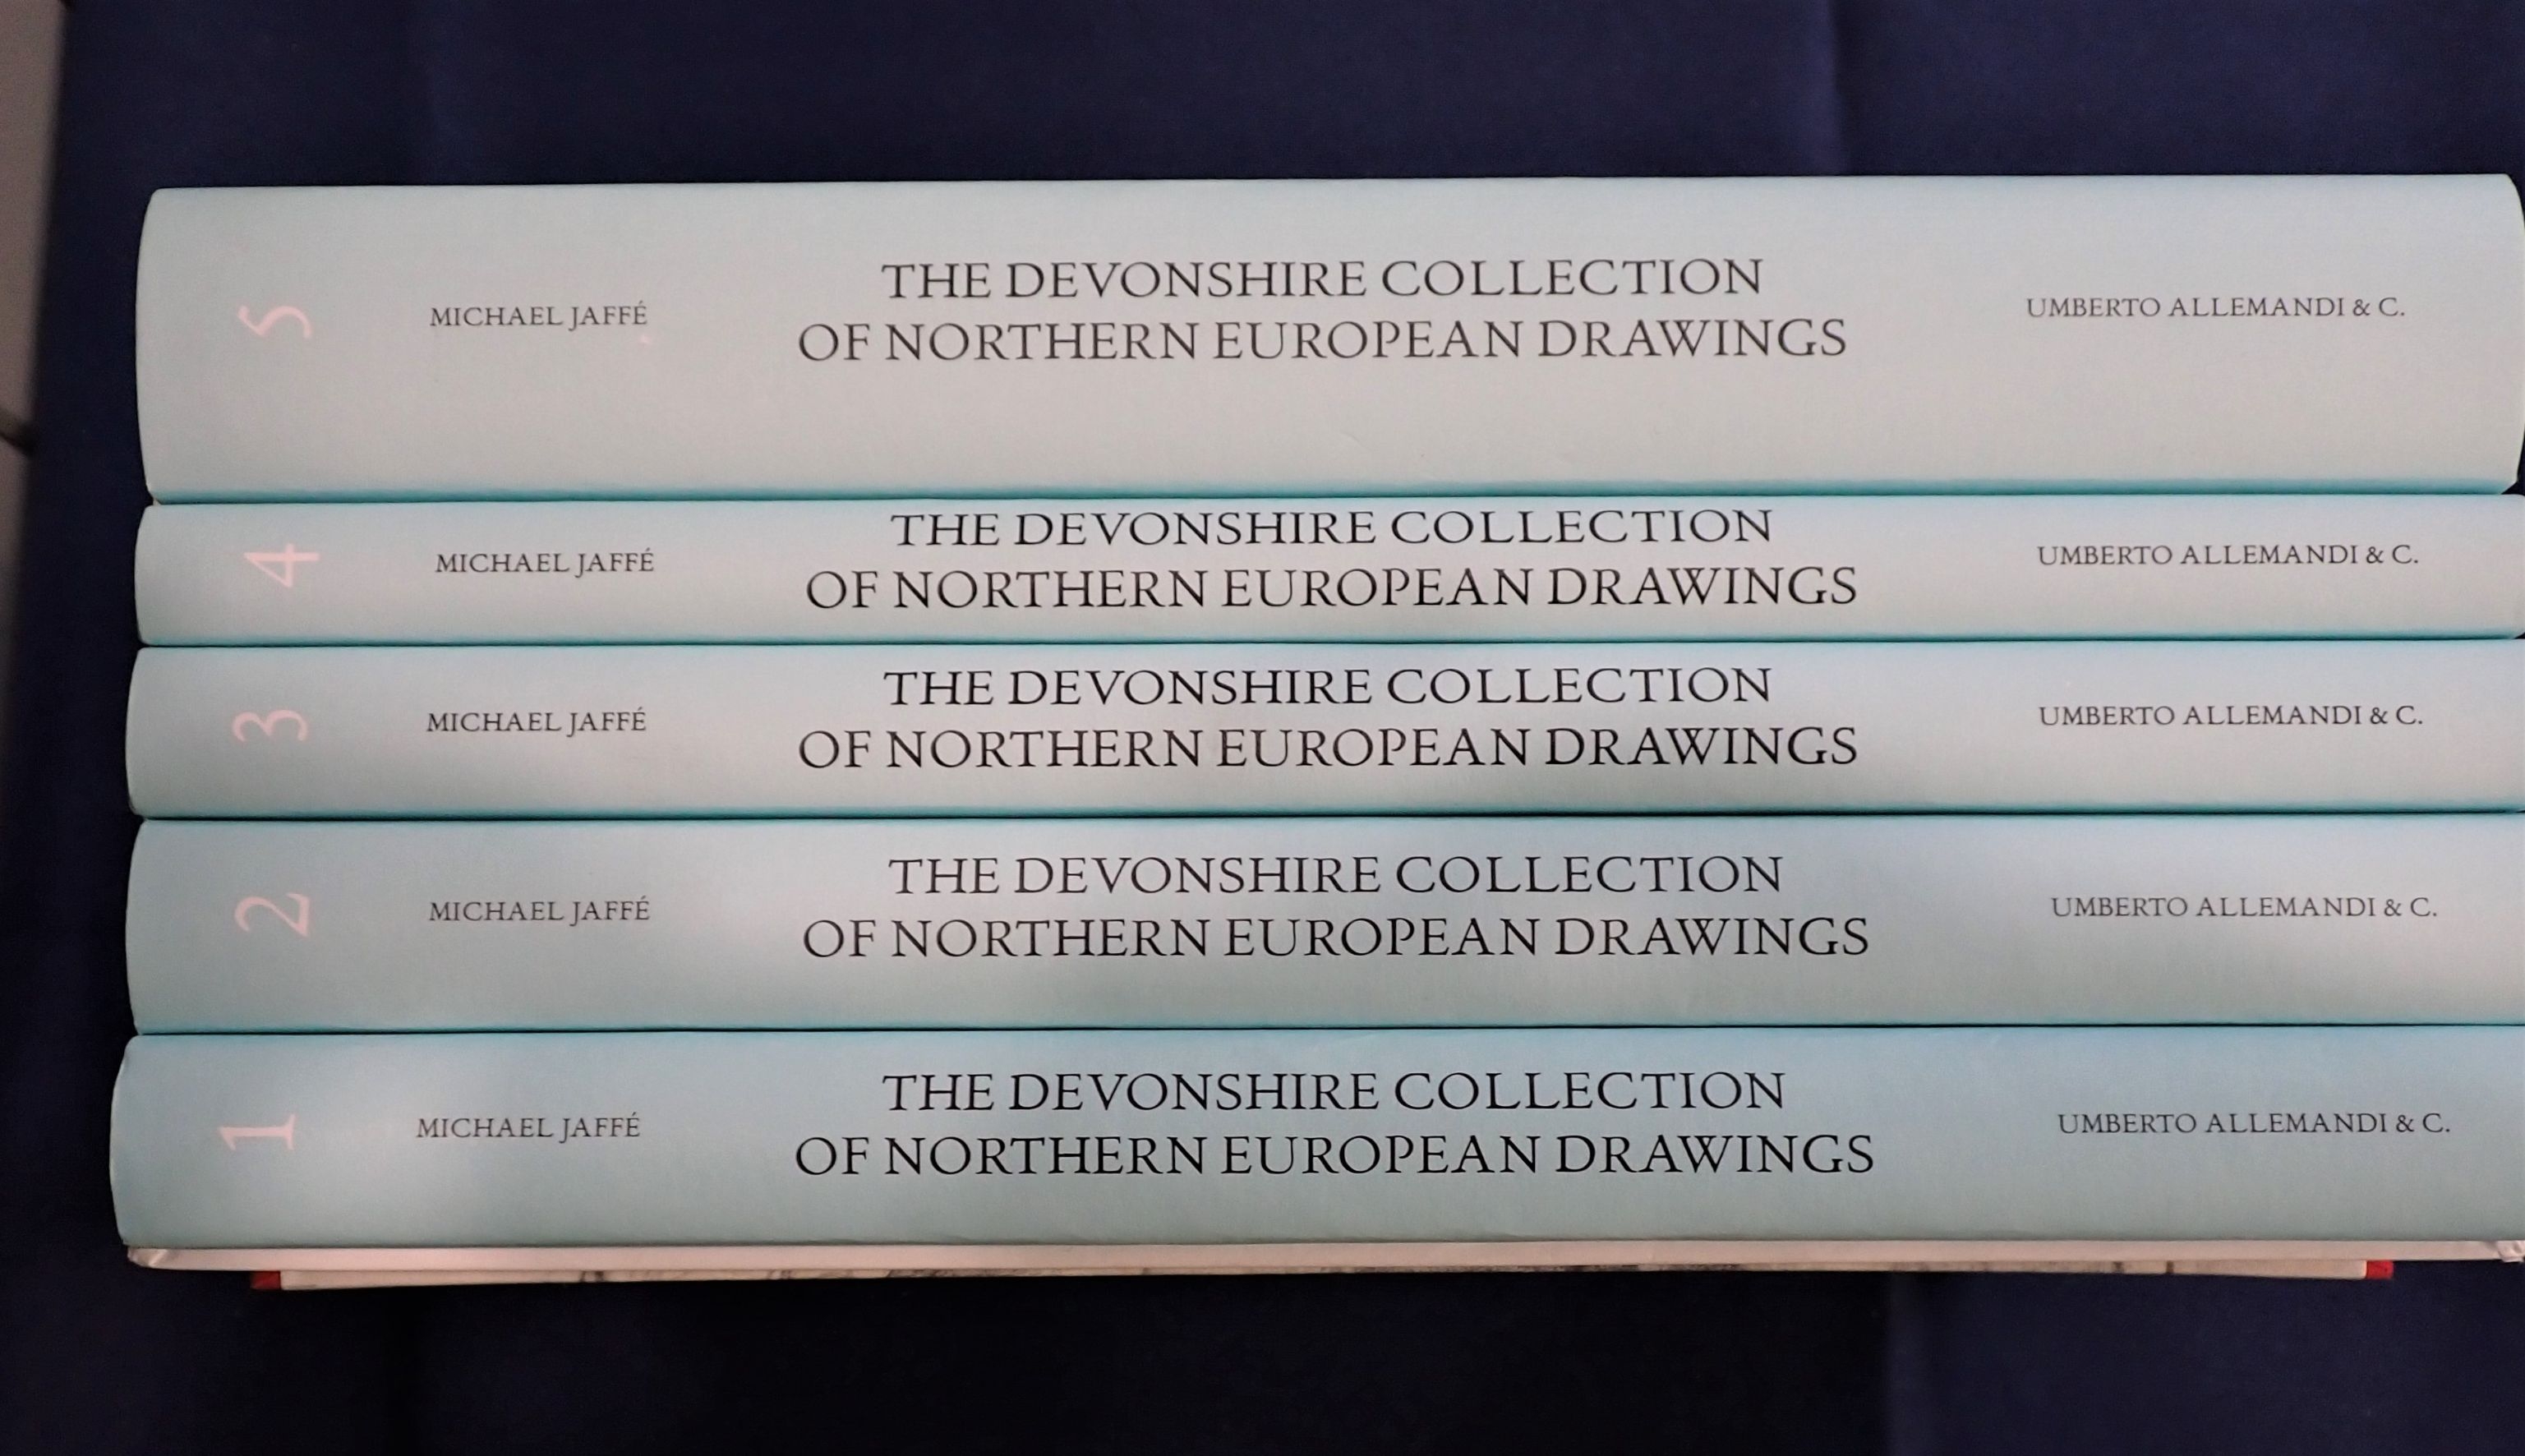 5
MICHAEL JAFFÉ
THE DEVONSHIRE COLLECTION
OF NORTHERN EUROPEAN DRAWINGS
UMBERTO ALLEMANDI & C.
4
MICHAEL JAFFÉ
THE DEVONSHIRE COLLECTION
OF NORTHERN EUROPEAN DRAWINGS
UMBERTO ALLEMANDI & C.
3
MICHAEL JAFFÉ
THE DEVONSHIRE COLLECTION
OF NORTHERN EUROPEAN DRAWINGS
UMBERTO ALLEMANDI & C.
2
MICHAEL JAFFÉ
THE DEVONSHIRE COLLECTION
OF NORTHERN EUROPEAN DRAWINGS
UMBERTO ALLEMANDI & C.
1
MICHAEL JAFFÉ
THE DEVONSHIRE COLLECTION
OF NORTHERN EUROPEAN DRAWINGS
UMBERTO ALLEMANDI & C.